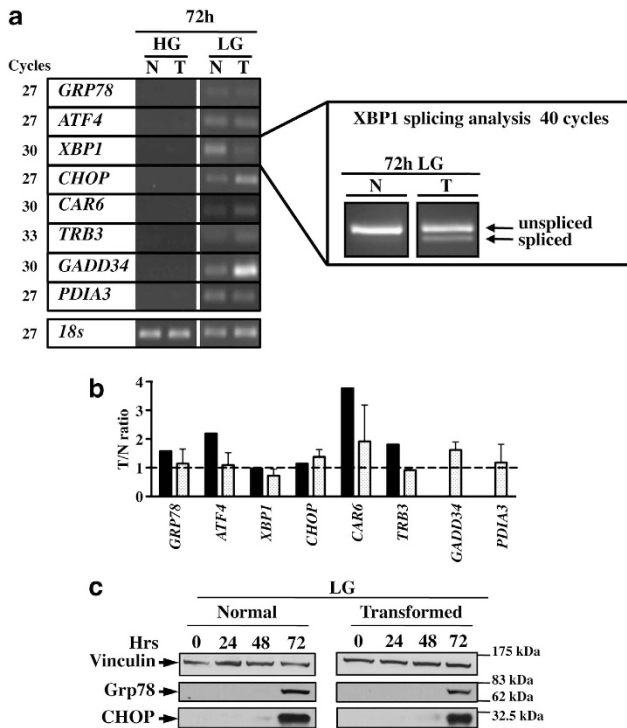 a
72h
HG LG
Cycles N T N T
27 GRP78
27 ATF4
30 XBP1
27 CHOP
30 CAR6
33 TRB3
30 GADD34
27 PDIA3
27 18s
XBP1 splicing analysis 40 cycles
72h LG
N T
unspliced
spliced
b
T/N ratio
4
3
2
1
0
GRP78 ATF4 XBP1 CHOP CAR6 TRB3 GADD34 PDIA3
c
LG
Normal Transformed
Hrs 0 24 48 72 0 24 48 72
Vinculin 175 kDa
83 kDa
Grp78 62 kDa
CHOP 32.5 kDa